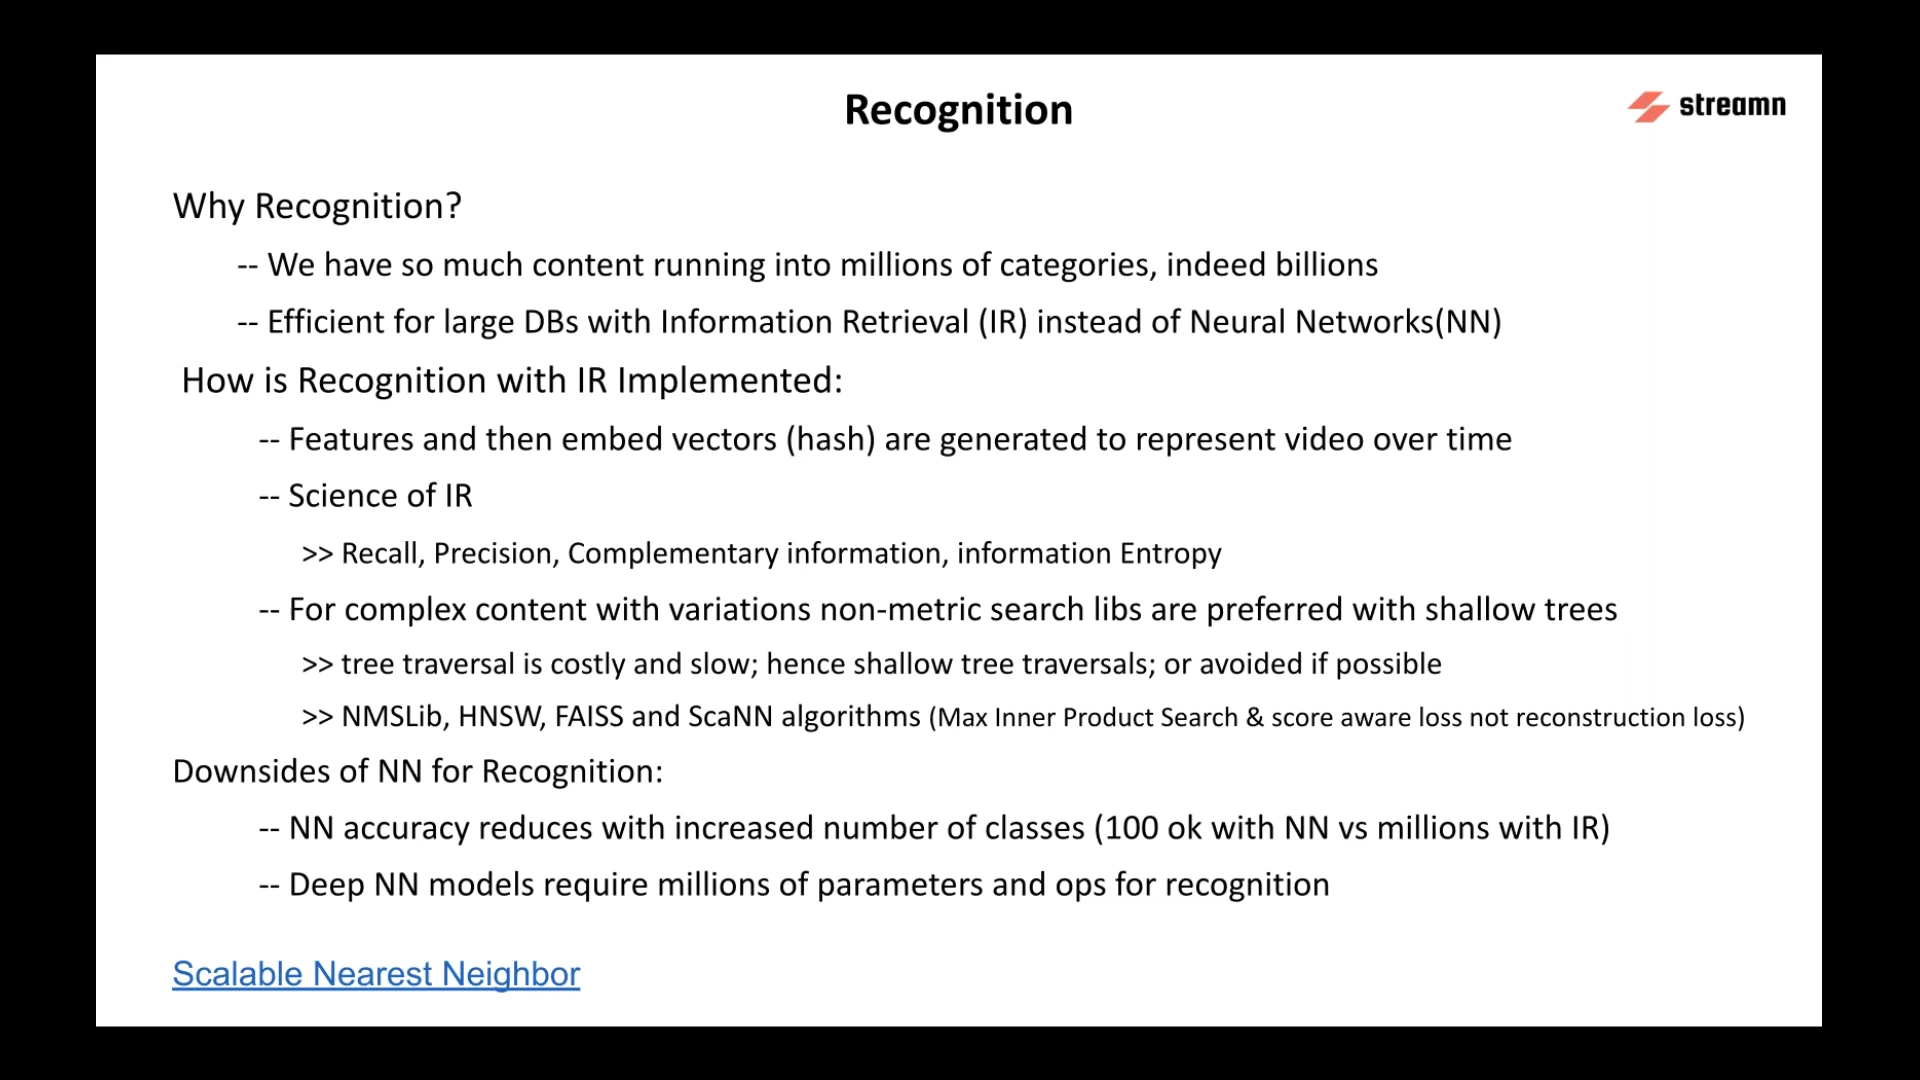 Recognition
streamn
Why Recognition?
-- We have so much content running into millions of categories, indeed billions
-- Efficient for large DBs with Information Retrieval (IR) instead of Neural Networks(NN)
How is Recognition with IR Implemented:
-- Features and then embed vectors (hash) are generated to represent video over time
-- Science of IR
>> Recall, Precision, Complementary information, information Entropy
-- For complex content with variations non-metric search libs are preferred with shallow trees
>> tree traversal is costly and slow; hence shallow tree traversals; or avoided if possible
>> NMSLib, HNSW, FAISS and ScaNN algorithms (Max Inner Product Search & score aware loss not reconstruction loss)
Downsides of NN for Recognition:
-- NN accuracy reduces with increased number of classes (100 ok with NN vs millions with IR)
-- Deep NN models require millions of parameters and ops for recognition
Scalable Nearest Neighbor